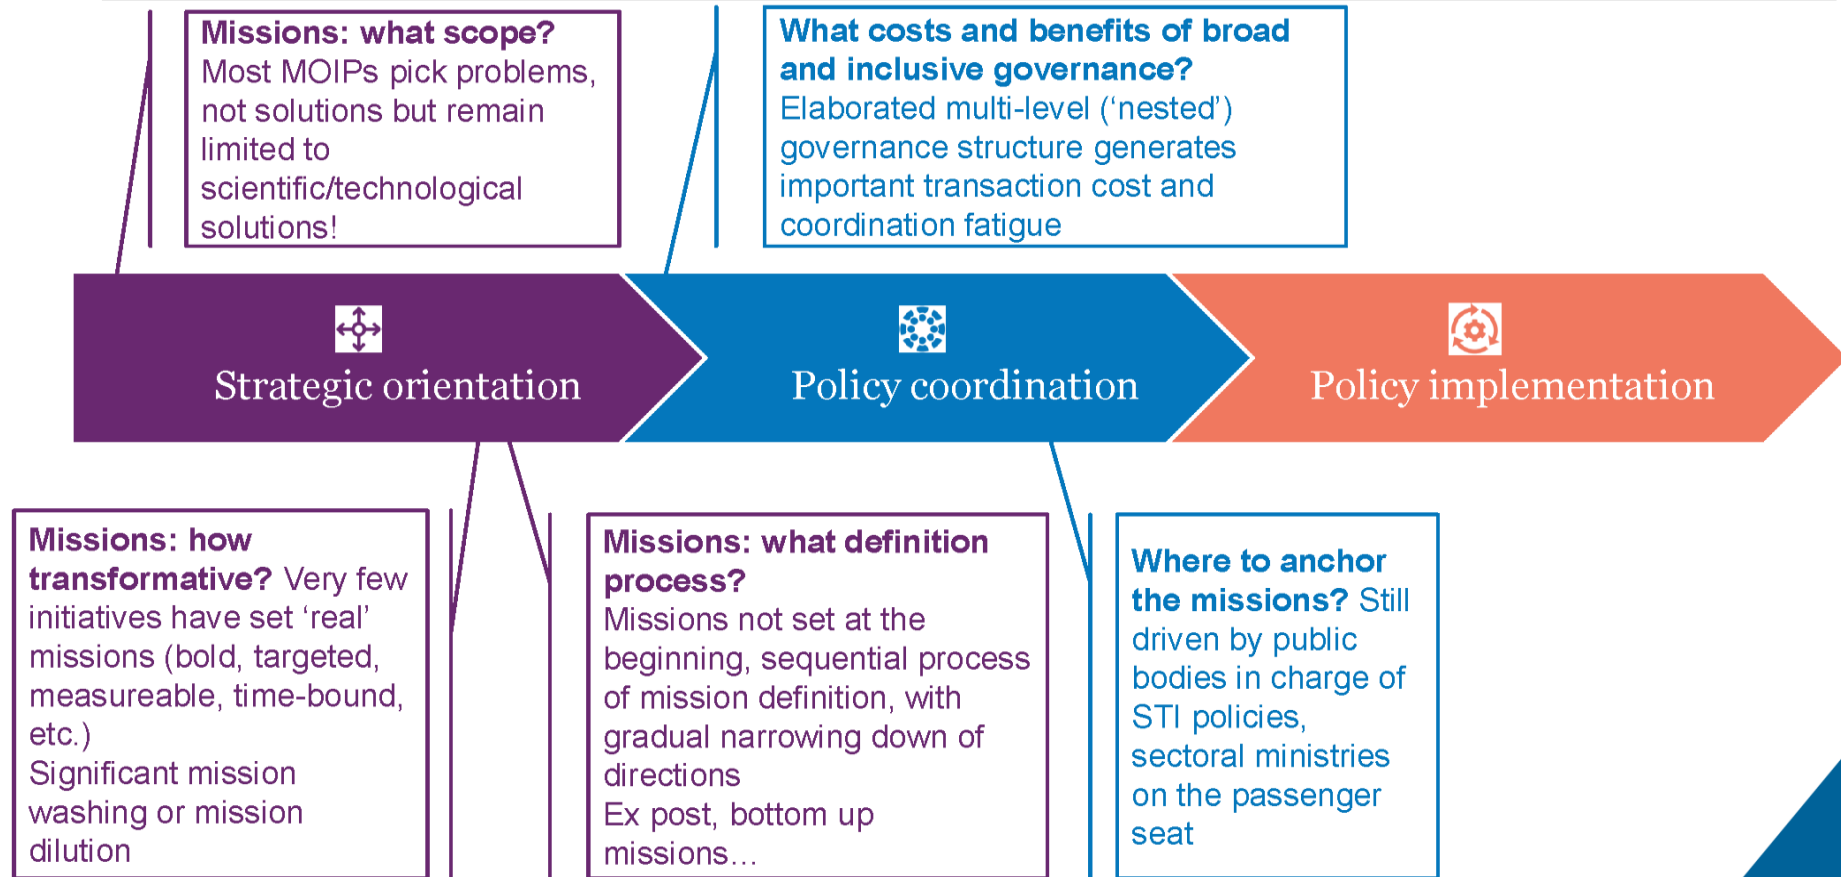 Missions: what scope?
Most MOIPs pick problems,
not solutions but remain
limited to
scientific/technological
solutions!
What costs and benefits of broad
and inclusive governance?
Elaborated multi-level (‘nested’)
governance structure generates
important transaction cost and
coordination fatigue
Strategic orientation
Policy coordination
Policy implementation
Missions: how
transformative? Very few
initiatives have set ‘real’
missions (bold, targeted,
measureable, time-bound,
etc.)
Significant mission
washing or mission
dilution
Missions: what definition
process?
Missions not set at the
beginning, sequential process
of mission definition, with
gradual narrowing down of
directions
Ex post, bottom up
missions…
Where to anchor
the missions? Still
driven by public
bodies in charge of
STI policies,
sectoral ministries
on the passenger
seat